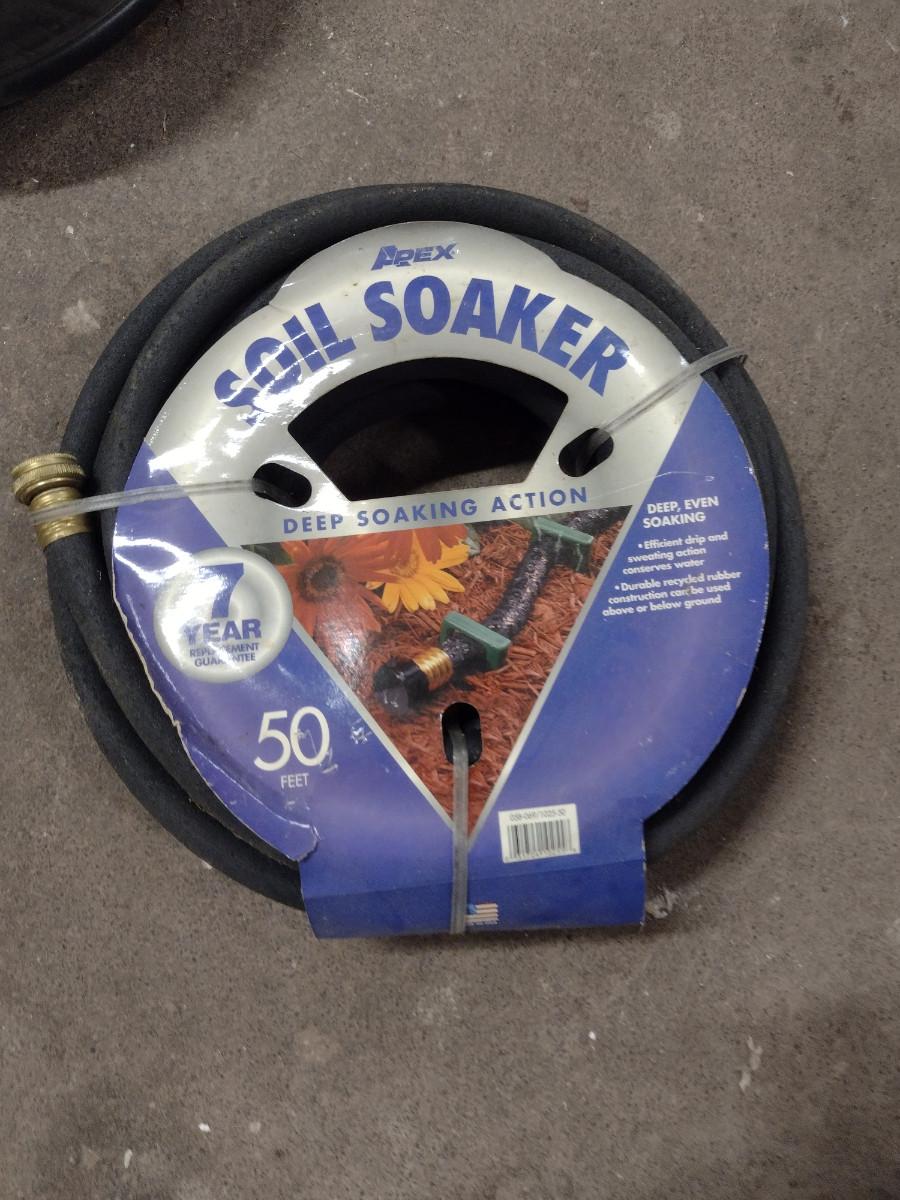 APEX
SOIL SOAKER
DEEP SOAKING ACTION
DEEP, EVEN
SOAKING
• Efficient drip and
sweating action
conserves water
• Durable recycled rubber
construction can be used
above or below ground
7
YEAR
REPLACEMENT
GUARANTEE
50
FEET